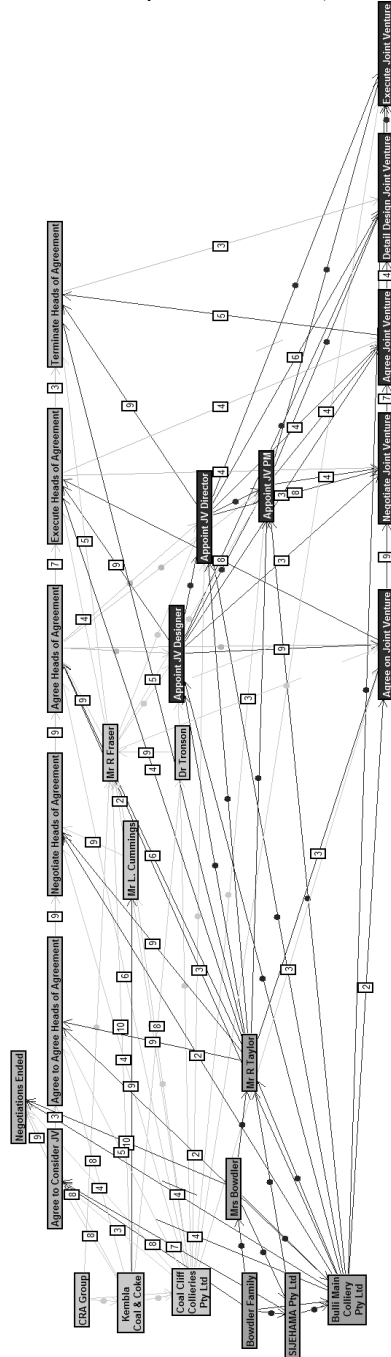 Negotiations Ended
9
Agree to Consider JV
3
Agree to Agree Heads of Agreement
9
Negotiate Heads of Agreement
9
Agree Heads of Agreement
7
Execute Heads of Agreement
3
Terminate Heads of Agreement
8
CRA Group
8
8
4
9
9
4
5
Mr R Fraser
3
5
10
4
10
6
2
9
Kembla
Coal & Coke
9
Mr L. Cummings
9
8
9
8
9
6
4
9
5
7
Coal Cliff
Collieries
Pty Ltd
4
Dr Tronson
Appoint JV Designer
4
2
2
3
Appoint JV Director
8
4
4
5
3
Mrs Bowdler
Bowdler Family
Mr R Taylor
3
Appoint JV PM
3
9
3
3
8
4
6
SIJEHAMA Pty Ltd
3
4
4
Bulli Main
Colliery
Pty Ltd
2
Agree on Joint Venture
9
Negotiate Joint Venture
7
Agree Joint Venture
4
Detail Design Joint Venture
Execute Joint Venture